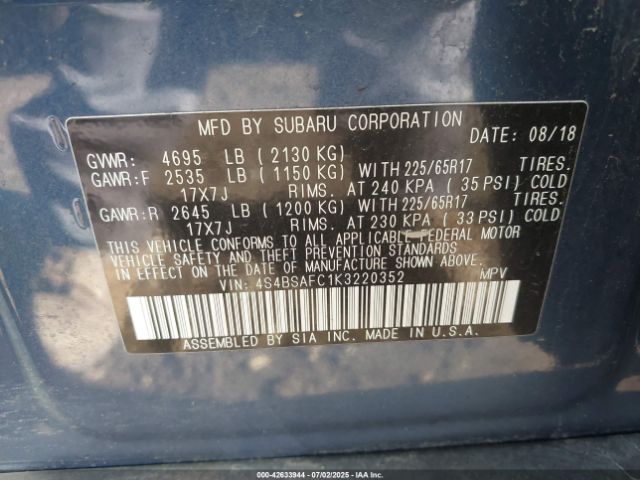 MFD BY SUBARU CORPORATION DATE: 08/18
GVWR: 4695 LB (2130 KG)
GAWR:F 2535 LB (1150 KG) WITH 225/65R17 TIRES.
17X7J RIMS. AT 240 KPA (35 PSI) COLD
GAWR:R 2645 LB (1200 KG) WITH 225/65R17 TIRES.
17X7J RIMS. AT 230 KPA (33 PSI) COLD
THIS VEHICLE CONFORMS TO ALL APPLICABLE FEDERAL MOTOR
VEHICLE SAFETY AND THEFT PREVENTION STANDARDS
IN EFFECT ON THE DATE OF MANUFACTURE SHOWN ABOVE.
VIN: 4S4BSAFC1K3220352 MPV
ASSEMBLED BY SIA INC. MADE IN U.S.A.
000-42633944 07/02/2025 IAAI.COM